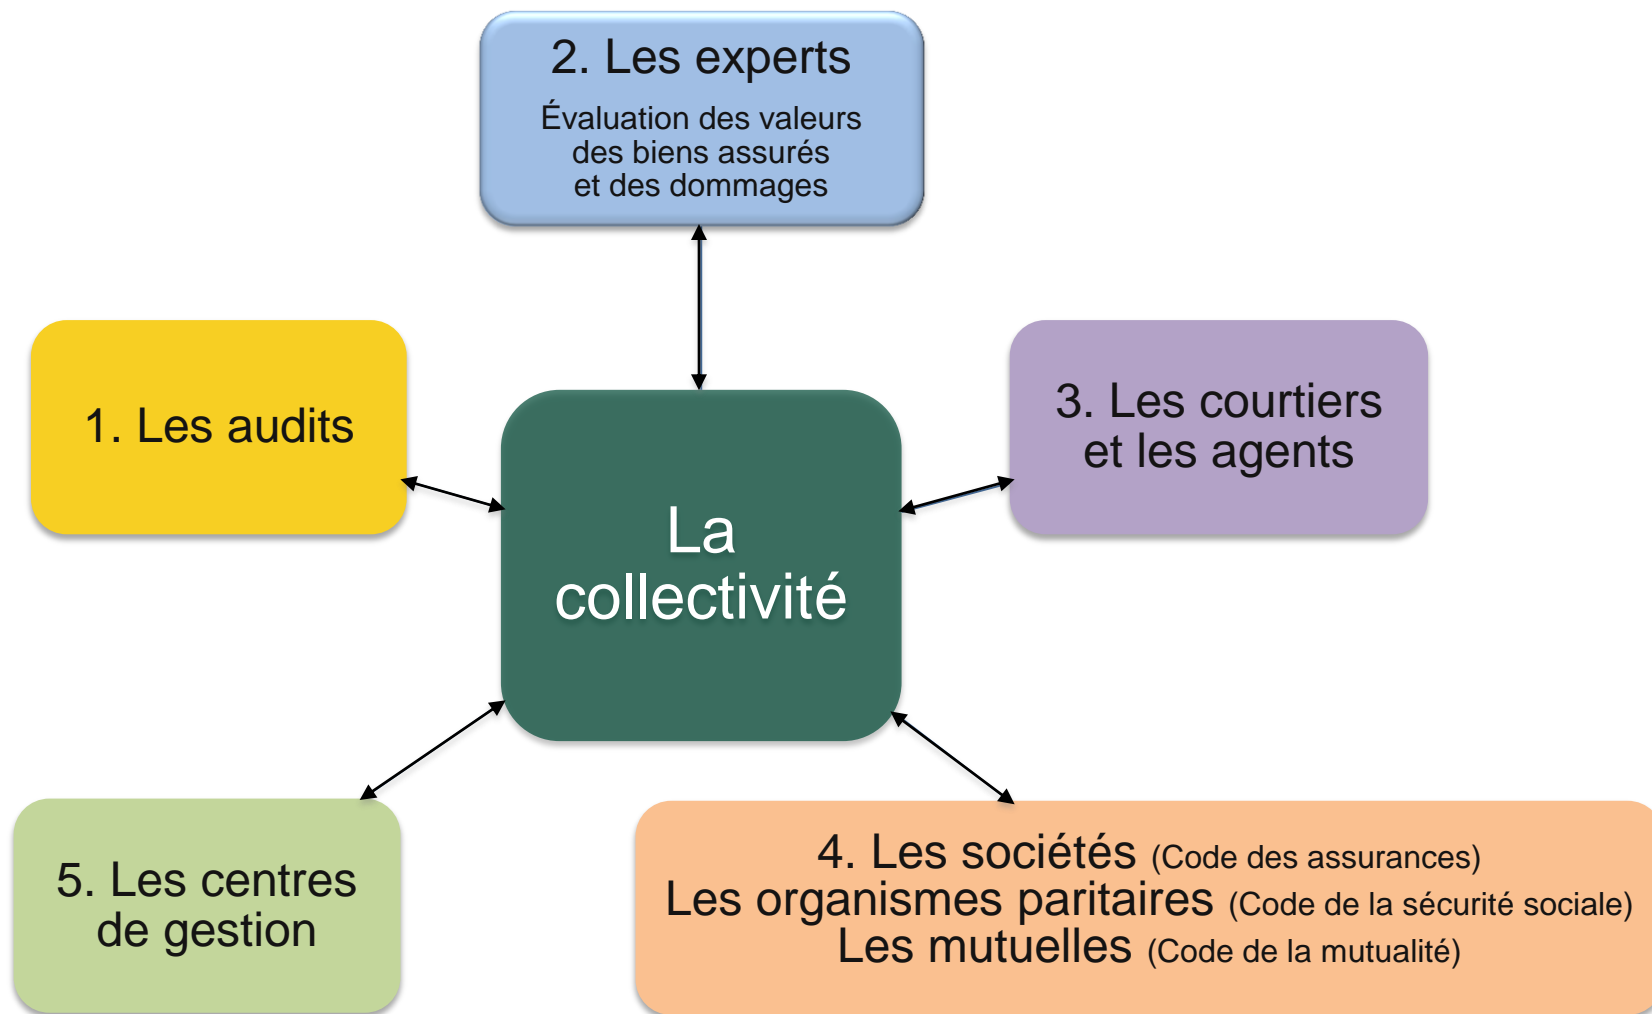 2. Les experts
Évaluation des valeurs
des biens assurés
et des dommages
1. Les audits
3. Les courtiers
et les agents
La
collectivité
5. Les centres
de gestion
4. Les sociétés (Code des assurances)
Les organismes paritaires (Code de la sécurité sociale)
Les mutuelles (Code de la mutualité)